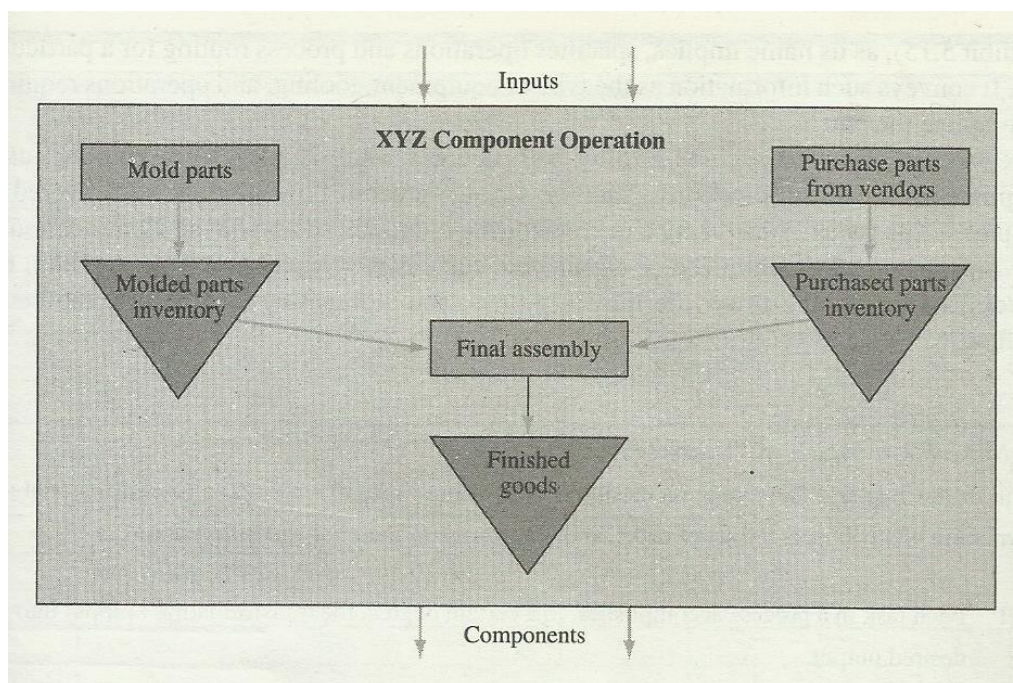 Inputs
XYZ Component Operation
Mold parts
Purchase parts
from vendors
Molded parts
inventory
Purchased parts
inventory
Final assembly
Finished
goods
Components